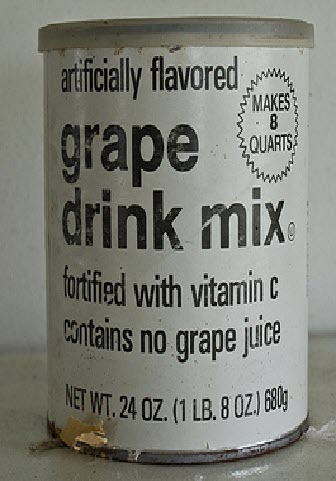 artificially flavored
MAKES
8
QUARTS
grape
drink mix
fortified with vitamin c
contains no grape juice
NET WT. 24 OZ. (1 LB. 8 OZ.) 680g